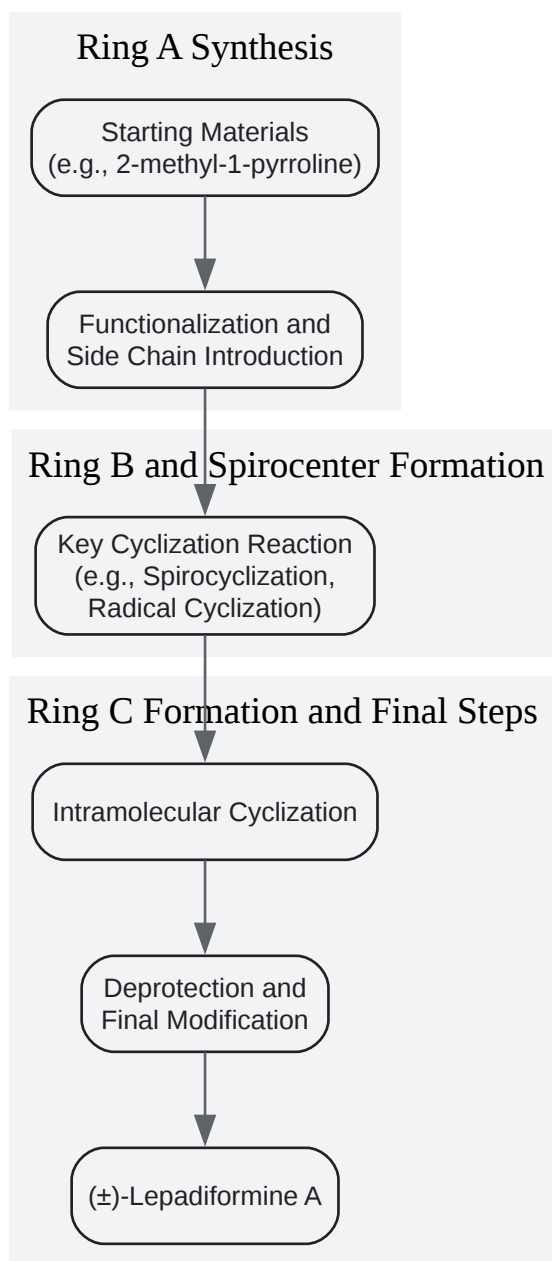 Ring A Synthesis
Starting Materials
(e.g., 2-methyl-1-pyrroline)
Functionalization and
Side Chain Introduction
Ring B and Spirocenter Formation
Key Cyclization Reaction
(e.g., Spirocyclization,
Radical Cyclization)
Ring C Formation and Final Steps
Intramolecular Cyclization
Deprotection and
Final Modification
(±)-Lepadiformine A